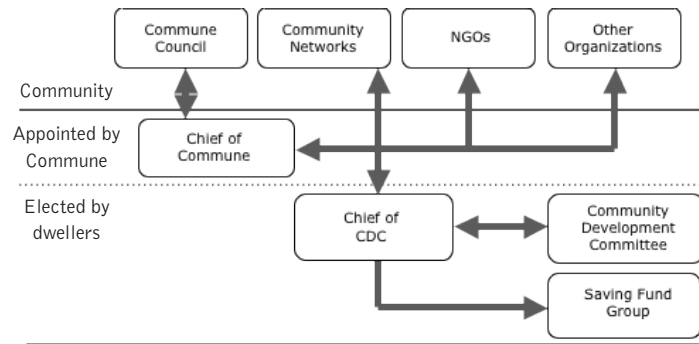 Commune
Council
Community
Networks
NGOs
Other
Organizations
Community
Appointed by
Commune
Chief of
Commune
Elected by
dwellers
Chief of
CDC
Community
Development
Committee
Saving Fund
Group